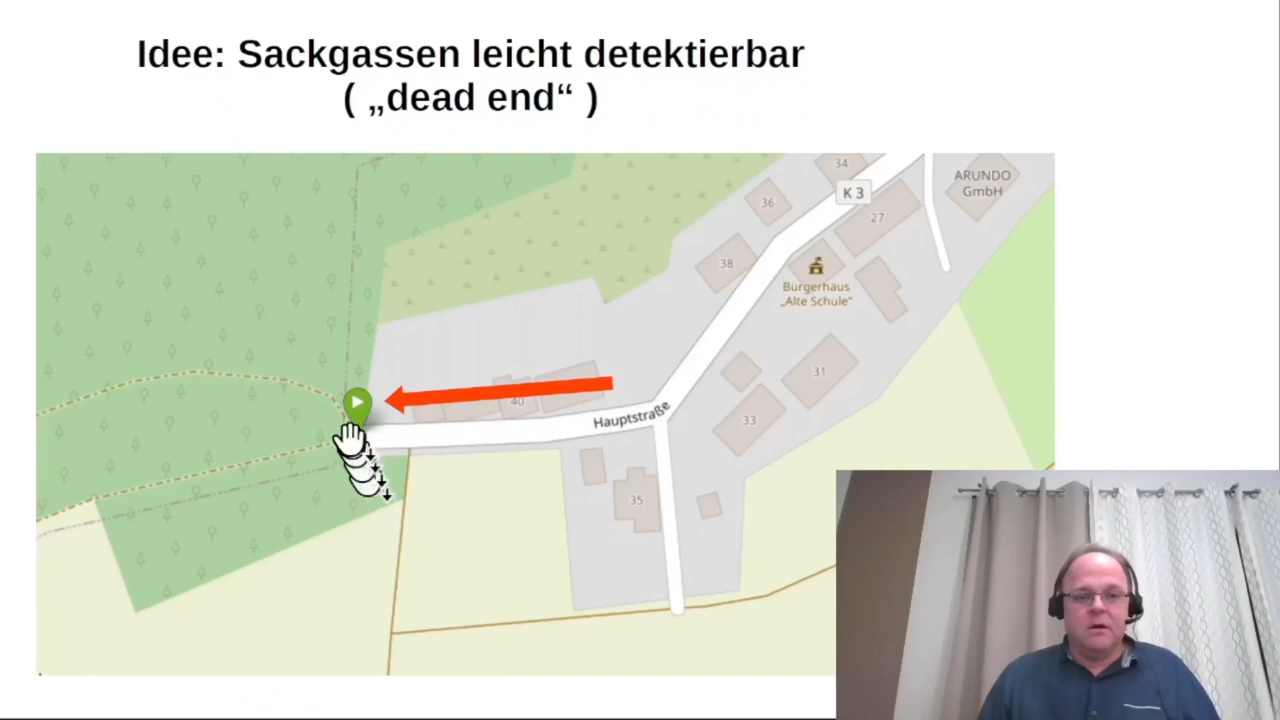 Idee: Sackgassen leicht detektierbar
( „dead end“ )
34
ARUNDO
GmbH
K 3
36
27
38
Bürgerhaus
„Alte Schule“
31
40
Hauptstraße
33
35